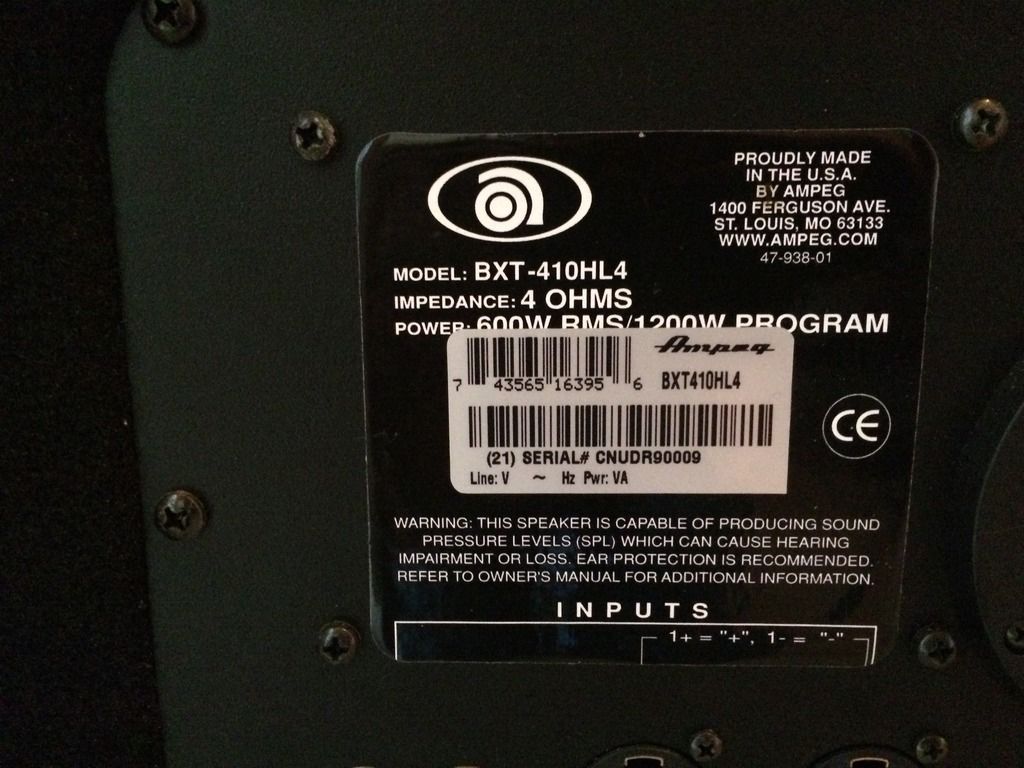 PROUDLY MADE
IN THE U.S.A.
BY AMPEG
1400 FERGUSON AVE.
ST. LOUIS, MO 63133
WWW.AMPEG.COM
47-938-01
a
MODEL: BXT-410HL4
IMPEDANCE: 4 OHMS
POWER: 600W RMS/1200W PROGRAM
Ampeg
7 43565 16395 6 BXT410HL4
(21) SERIAL# CNUDR90009
Line: V ~ Hz Pwr: VA
CE
WARNING: THIS SPEAKER IS CAPABLE OF PRODUCING SOUND
PRESSURE LEVELS (SPL) WHICH CAN CAUSE HEARING
IMPAIRMENT OR LOSS. EAR PROTECTION IS RECOMMENDED.
REFER TO OWNER'S MANUAL FOR ADDITIONAL INFORMATION.
INPUTS
1+ = "+", 1- = "-"